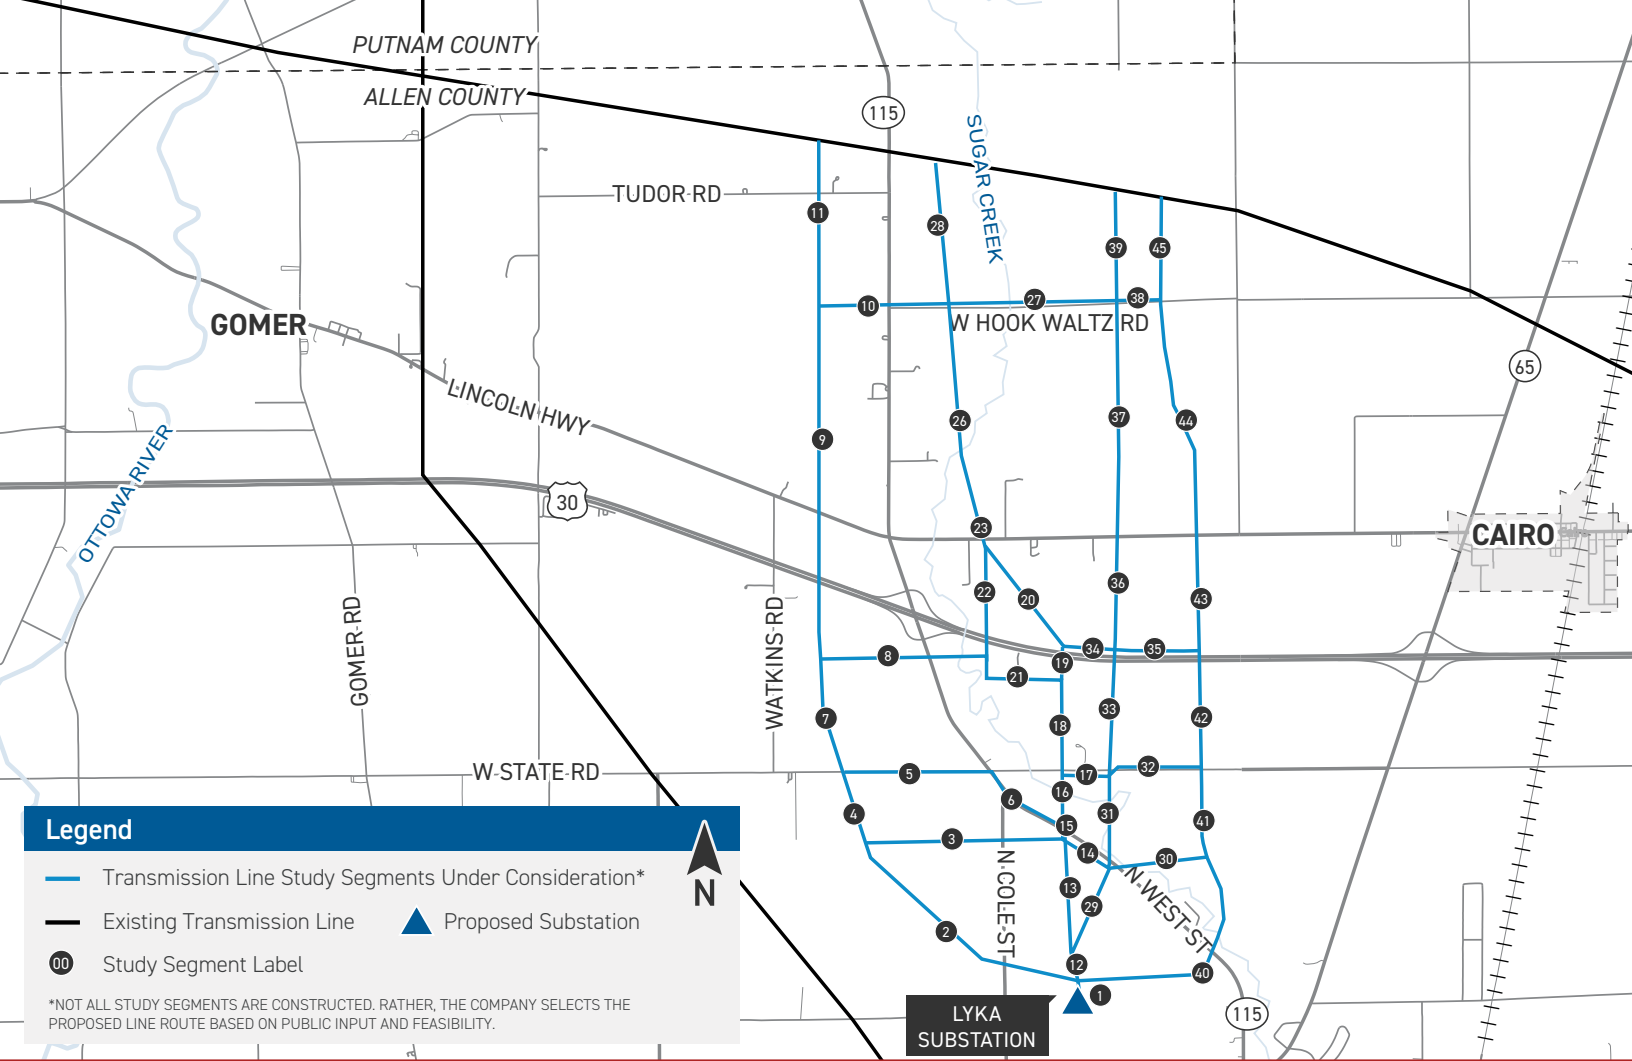 PUTNAM COUNTY
ALLEN COUNTY
115
SUGAR CREEK
TUDOR RD
11
28
39
45
10
27
38
W HOOK WALTZ RD
GOMER
65
LINCOLN HWY
26
37
44
9
OTTOWA RIVER
30
23
CAIRO
22
20
36
43
GOMER RD
WATKINS RD
8
34
35
19
21
7
18
33
42
W STATE RD
5
17
32
6
16
4
15
31
41
3
14
30
N COLE ST
13
29
N WEST ST
2
12
40
1
115
LYKA
SUBSTATION
Legend
Transmission Line Study Segments Under Consideration*
Existing Transmission Line
Proposed Substation
00
Study Segment Label
N
*NOT ALL STUDY SEGMENTS ARE CONSTRUCTED. RATHER, THE COMPANY SELECTS THE
PROPOSED LINE ROUTE BASED ON PUBLIC INPUT AND FEASIBILITY.